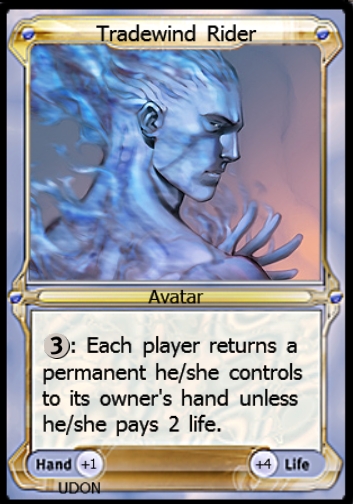 Tradewind Rider
Avatar
3: Each player returns a
permanent he/she controls
to its owner's hand unless
he/she pays 2 life.
Hand +1 +4 Life
UDON